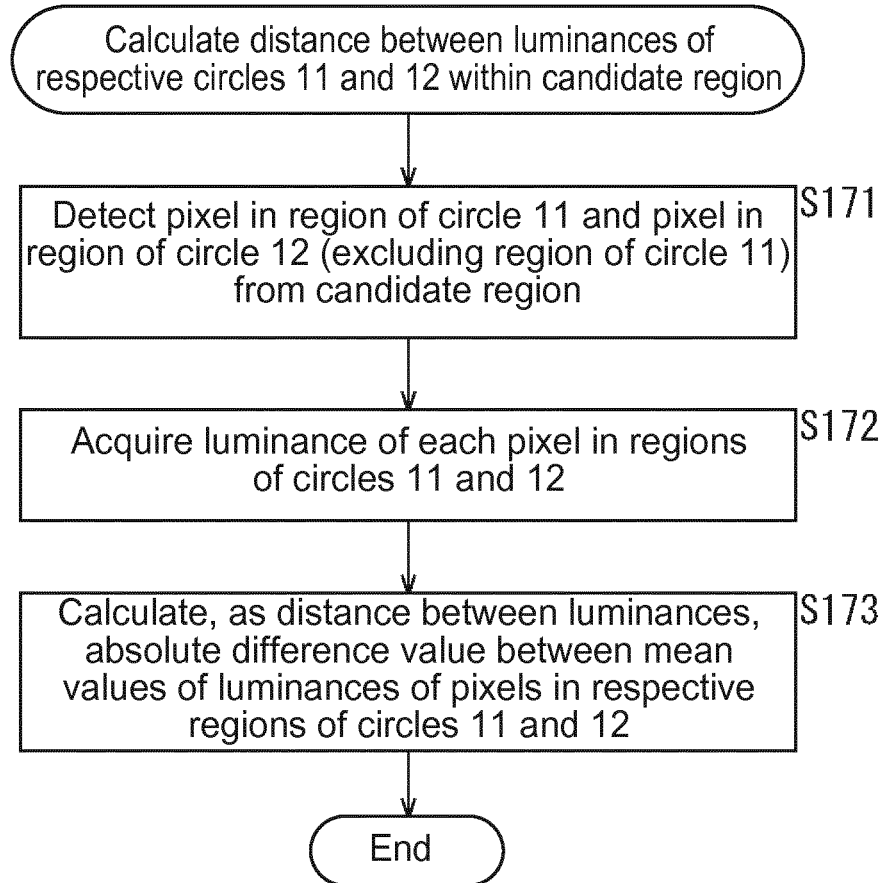 Calculate distance between luminances of
respective circles 11 and 12 within candidate region
S171
Detect pixel in region of circle 11 and pixel in
region of circle 12 (excluding region of circle 11)
from candidate region
S172
Acquire luminance of each pixel in regions
of circles 11 and 12
S173
Calculate, as distance between luminances,
absolute difference value between mean
values of luminances of pixels in respective
regions of circles 11 and 12
End